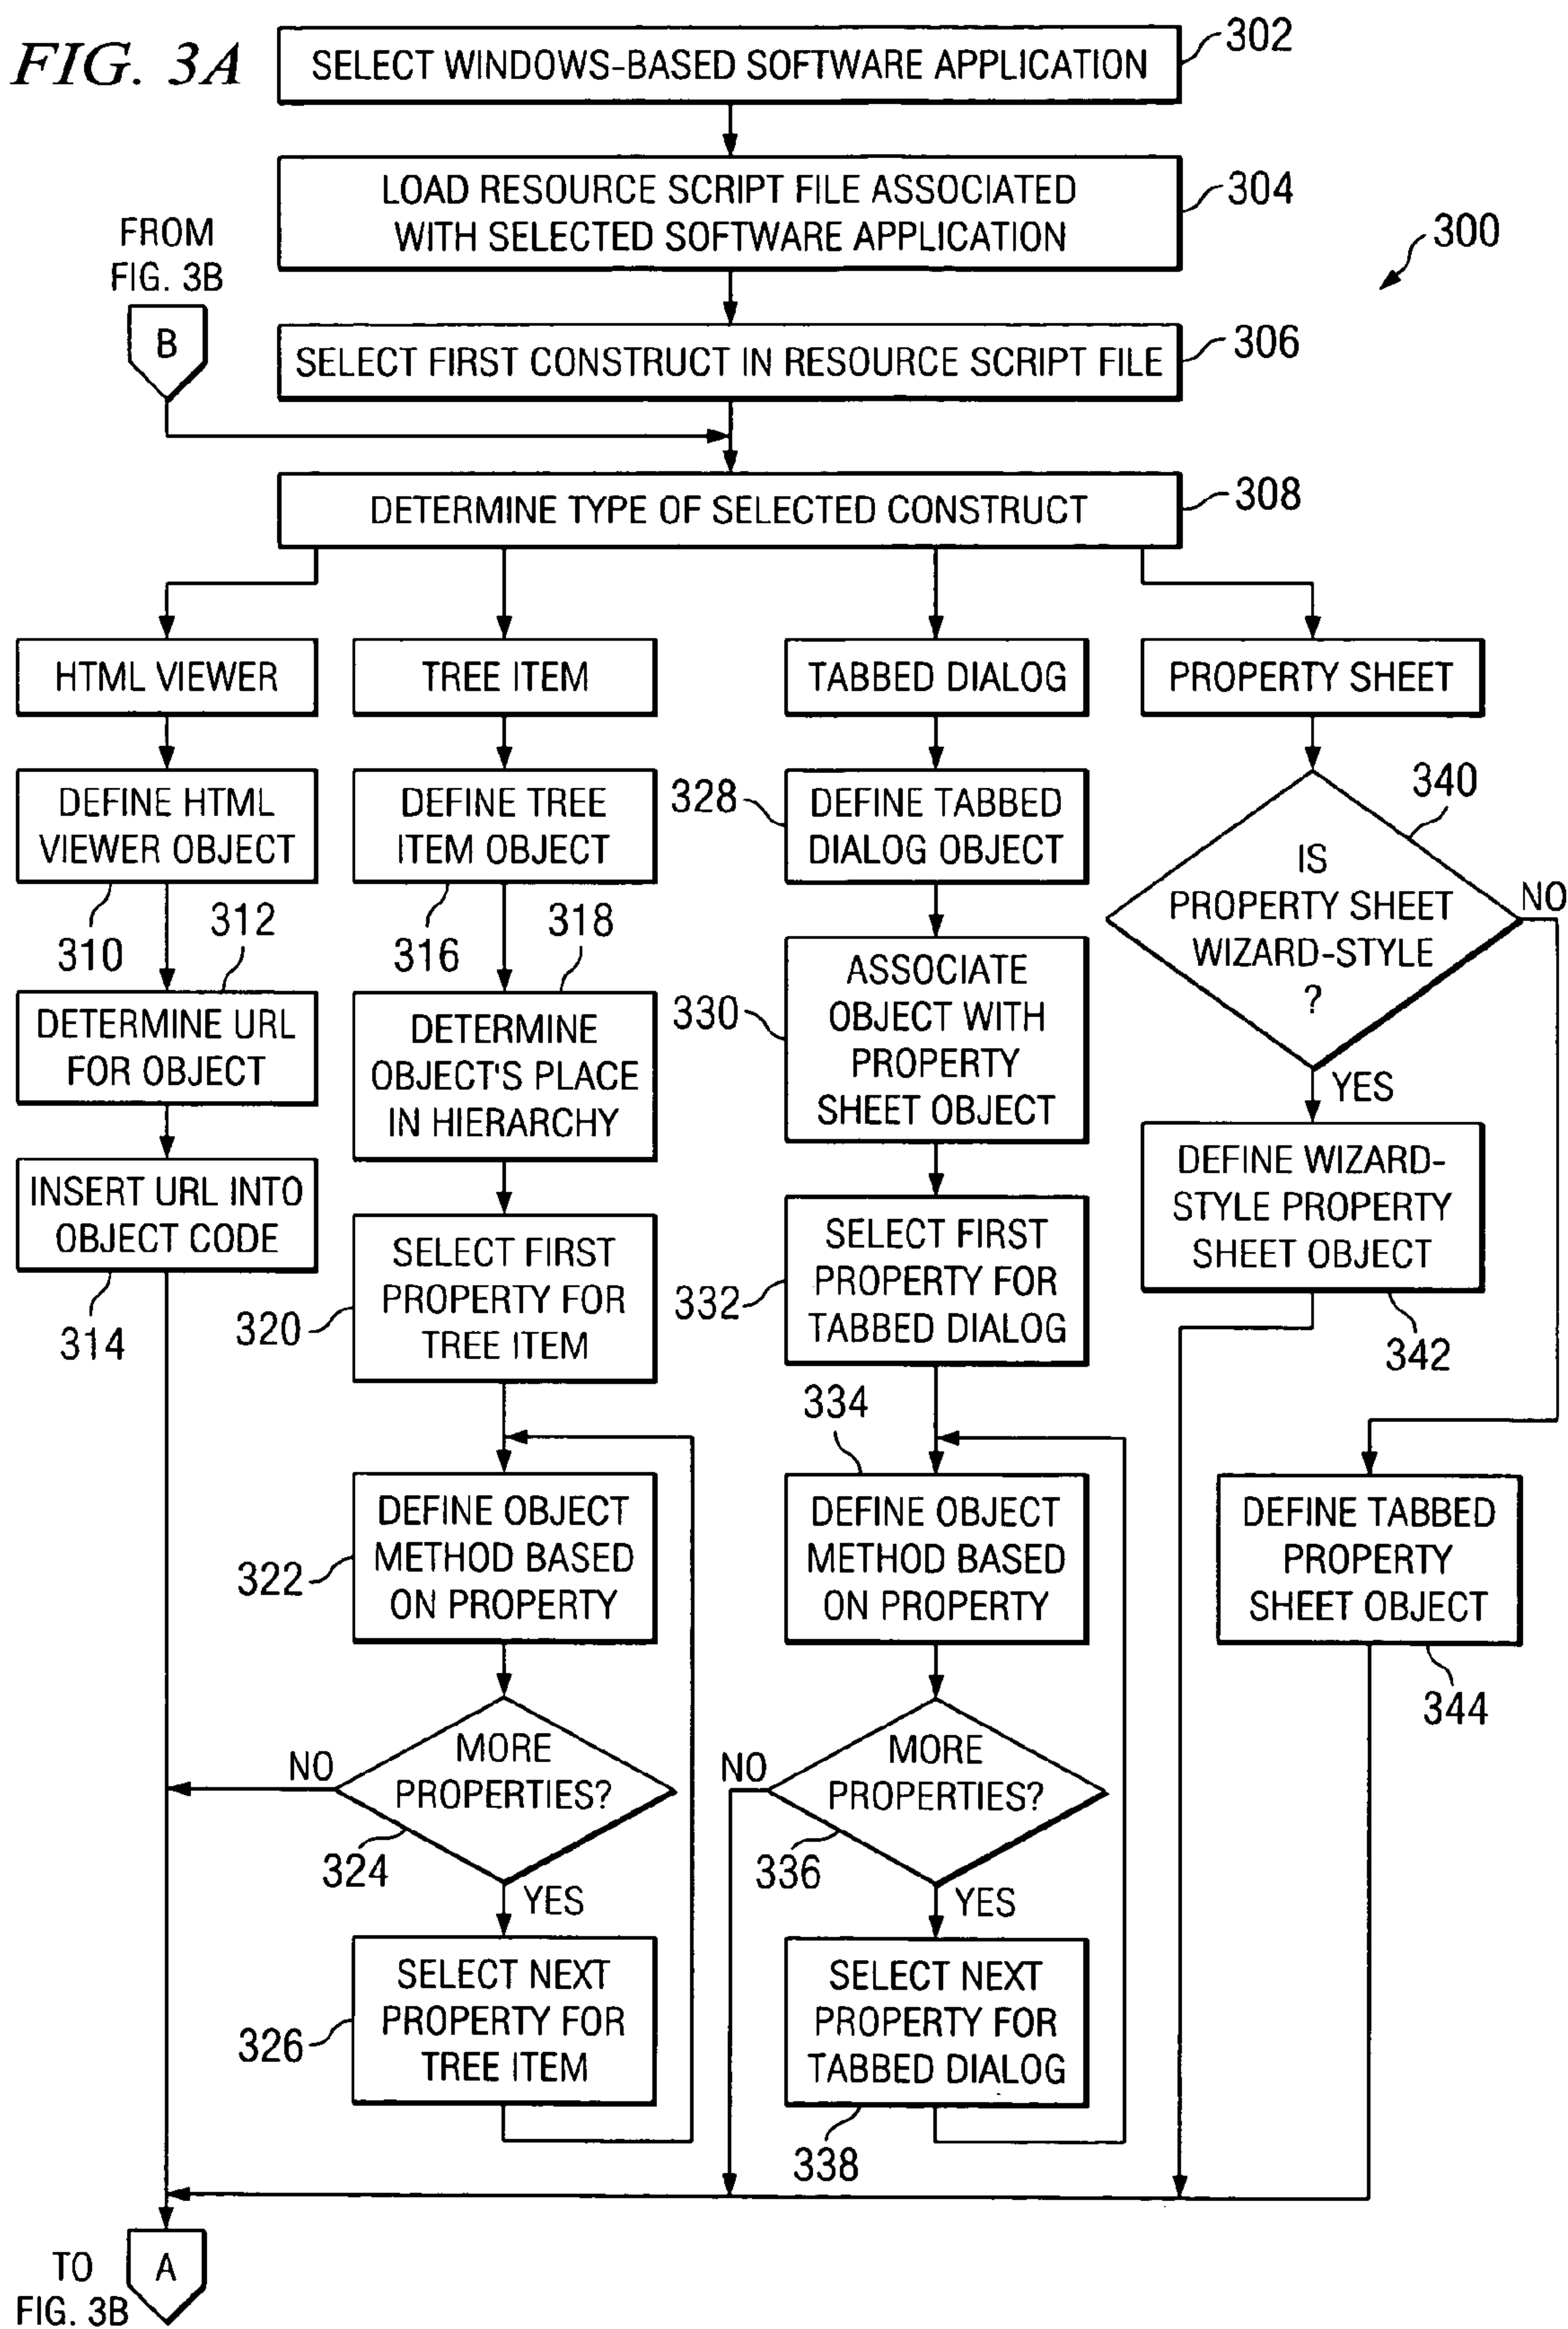 FIG. 3A
SELECT WINDOWS-BASED SOFTWARE APPLICATION
302
LOAD RESOURCE SCRIPT FILE ASSOCIATED
WITH SELECTED SOFTWARE APPLICATION
304
300
FROM
FIG. 3B
B
SELECT FIRST CONSTRUCT IN RESOURCE SCRIPT FILE
306
DETERMINE TYPE OF SELECTED CONSTRUCT
308
HTML VIEWER
DEFINE HTML
VIEWER OBJECT
310
312
DETERMINE URL
FOR OBJECT
INSERT URL INTO
OBJECT CODE
314
TREE ITEM
DEFINE TREE
ITEM OBJECT
316
318
DETERMINE
OBJECT'S PLACE
IN HIERARCHY
SELECT FIRST
PROPERTY FOR
TREE ITEM
320
DEFINE OBJECT
METHOD BASED
ON PROPERTY
322
MORE
PROPERTIES?
NO
324
YES
SELECT NEXT
PROPERTY FOR
TREE ITEM
326
TABBED DIALOG
328
DEFINE TABBED
DIALOG OBJECT
330
ASSOCIATE
OBJECT WITH
PROPERTY
SHEET OBJECT
332
SELECT FIRST
PROPERTY FOR
TABBED DIALOG
334
DEFINE OBJECT
METHOD BASED
ON PROPERTY
MORE
PROPERTIES?
NO
336
YES
SELECT NEXT
PROPERTY FOR
TABBED DIALOG
338
PROPERTY SHEET
340
IS
PROPERTY SHEET
WIZARD-STYLE
?
NO
YES
DEFINE WIZARD-
STYLE PROPERTY
SHEET OBJECT
342
DEFINE TABBED
PROPERTY
SHEET OBJECT
344
TO
FIG. 3B
A